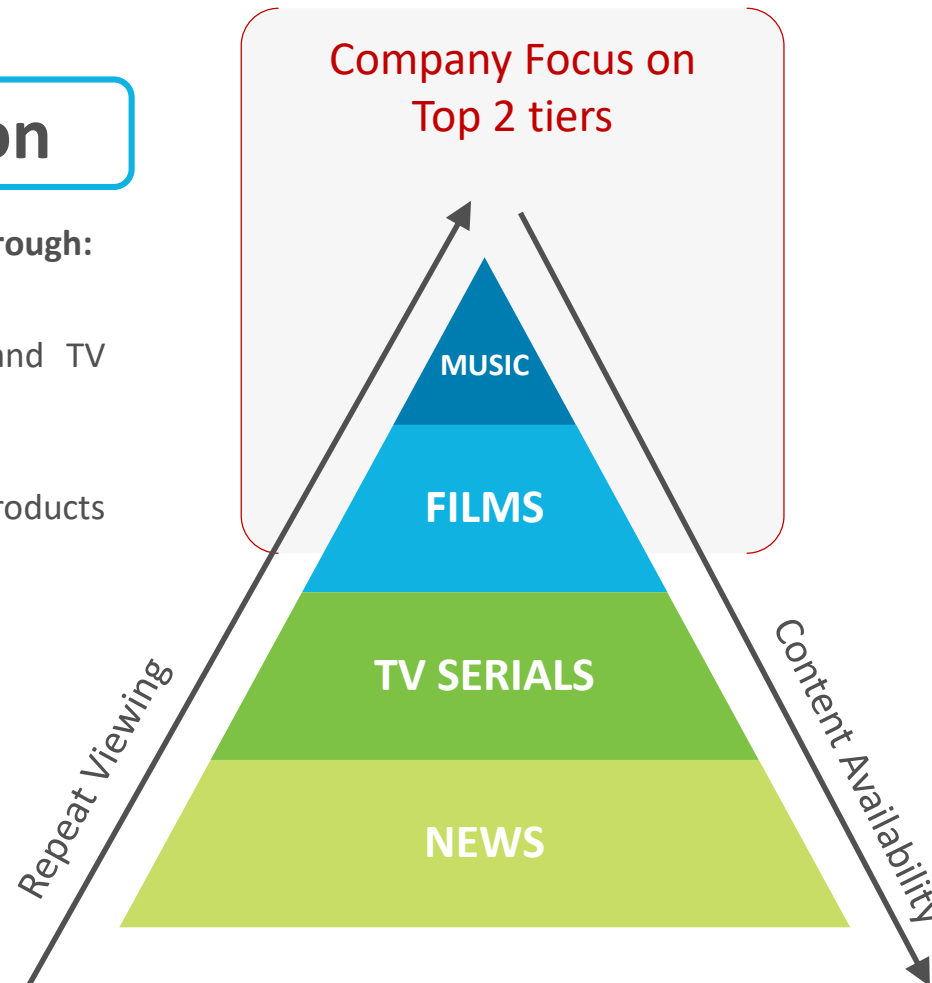 Company Focus on
Top 2 tiers
on
rough:
and TV
roducts
MUSIC
FILMS
TV SERIALS
NEWS
Repeat Viewing
Content Availability